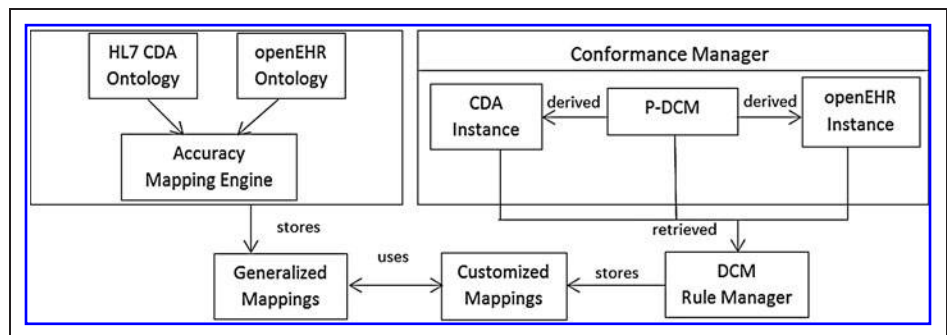 HL7 CDA
Ontology
openEHR
Ontology
Accuracy
Mapping Engine
Conformance Manager
CDA
Instance
derived
P-DCM
derived
openEHR
Instance
stores
retrieved
Generalized
Mappings
uses
Customized
Mappings
stores
DCM
Rule Manager